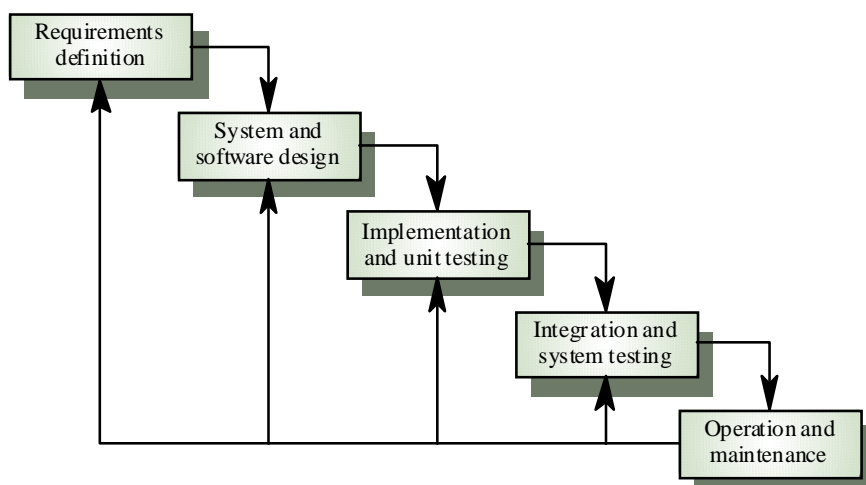 Requirements
definition
System and
software design
Implementation
and unit testing
Integration and
system testing
Operation and
maintenance